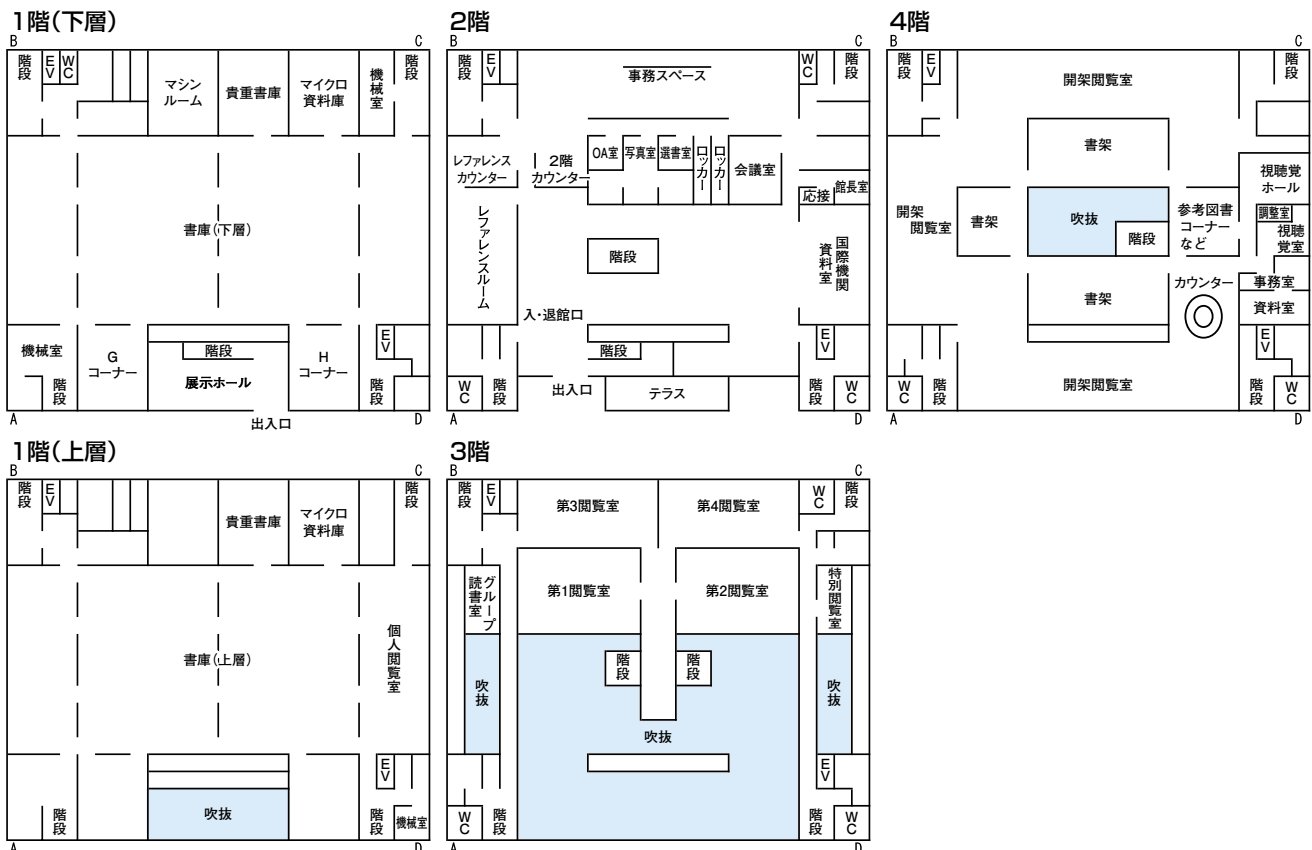 1階(下層)
B
C
階段
EV
WC
マシン
ルーム
貴重書庫
マイクロ
資料庫
機械室
階段
書庫(下層)
機械室
階段
G
コーナー
階段
展示ホール
H
コーナー
EV
階段
A
出入口
D
2階
B
C
階段
EV
事務スペース
WC
階段
レファレンス
カウンター
2階
カウンター
OA室
写真室
選書室
ロッカー
ロッカー
会議室
応接
館長室
レファレンスルーム
階段
国際機関
資料室
入・退館口
階段
EV
WC
階段
出入口
テラス
階段
WC
A
D
4階
B
C
階段
EV
開架閲覧室
階段
書架
視聴覚
ホール
開架
閲覧室
書架
吹抜
階段
参考図書
コーナー
など
調整室
視聴
覚室
書架
カウンター
事務室
資料室
EV
WC
階段
開架閲覧室
階段
WC
A
D
1階(上層)
B
C
階段
EV
貴重書庫
マイクロ
資料庫
階段
書庫(上層)
個人閲覧室
EV
階段
吹抜
階段
機械室
A
D
3階
B
C
階段
EV
第3閲覧室
第4閲覧室
WC
階段
グループ
読書室
第1閲覧室
第2閲覧室
特別閲覧室
吹抜
階段
階段
吹抜
吹抜
EV
WC
階段
階段
WC
A
D